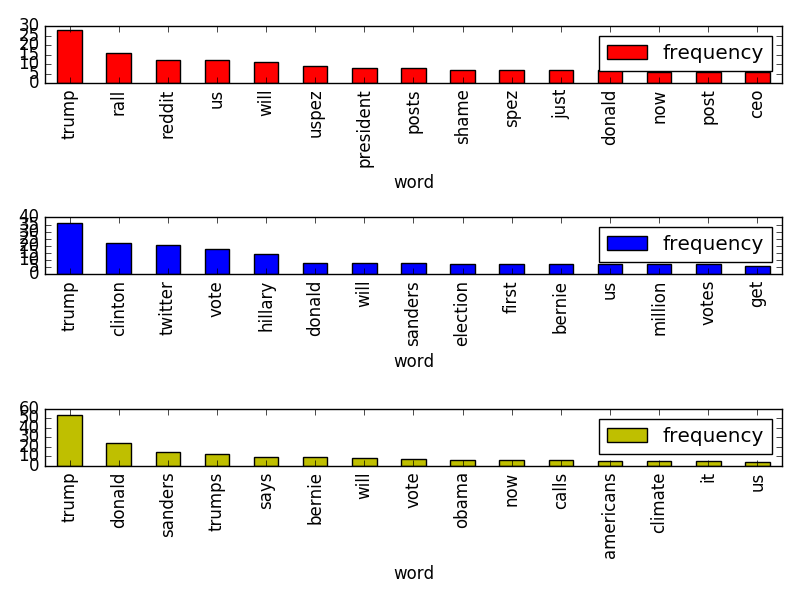 30
25
20
15
10
5
0
frequency
trump rall reddit us will uspez president posts shame spez just donald now post ceo
word
40
35
30
25
20
15
10
5
0
frequency
trump clinton twitter vote hillary donald will sanders election first bernie us million votes get
word
60
50
40
30
20
10
0
frequency
trump donald sanders trumps says bernie will vote obama now calls americans climate it us
word